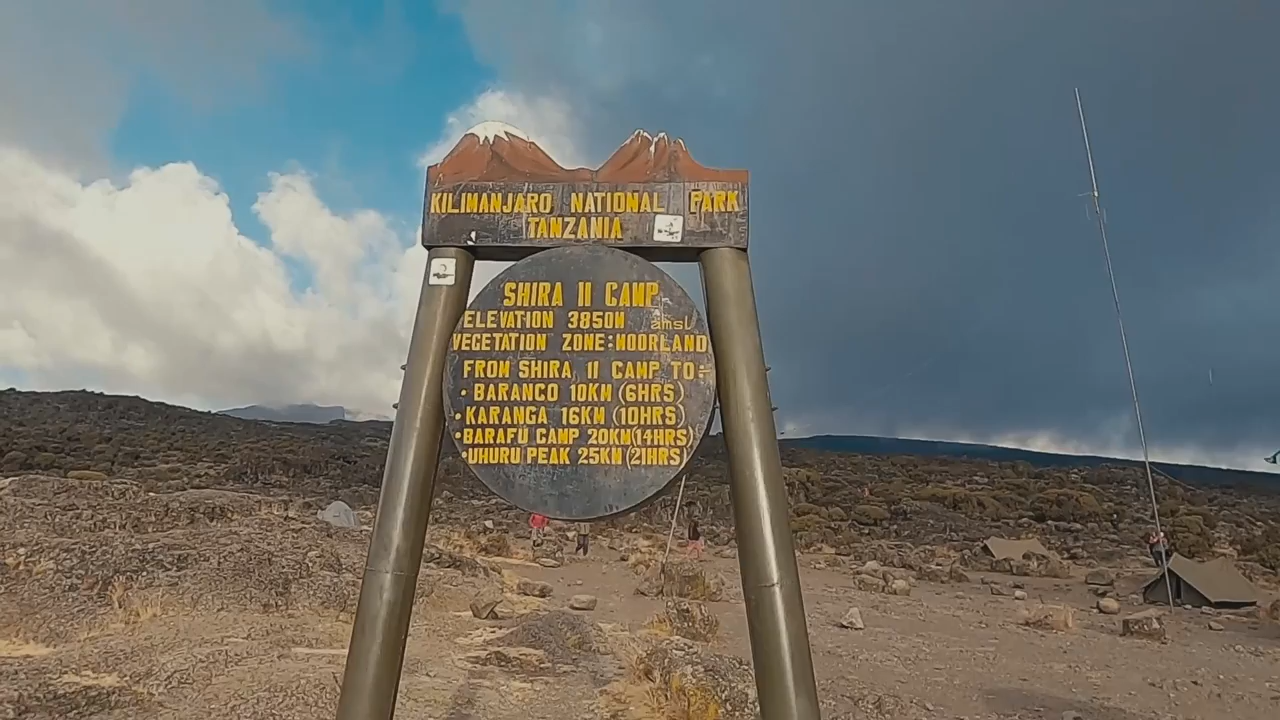 KILIMANJARO NATIONAL PARK
TANZANIA
SHIRA II CAMP
ELEVATION 3850M amsl
VEGETATION ZONE:MOORLAND
FROM SHIRA II CAMP TO:-
• BARANCO 10KM (6HRS)
• KARANGA 16KM (10HRS)
• BARAFU CAMP 20KM (14HRS)
• UHURU PEAK 25KM (21HRS)